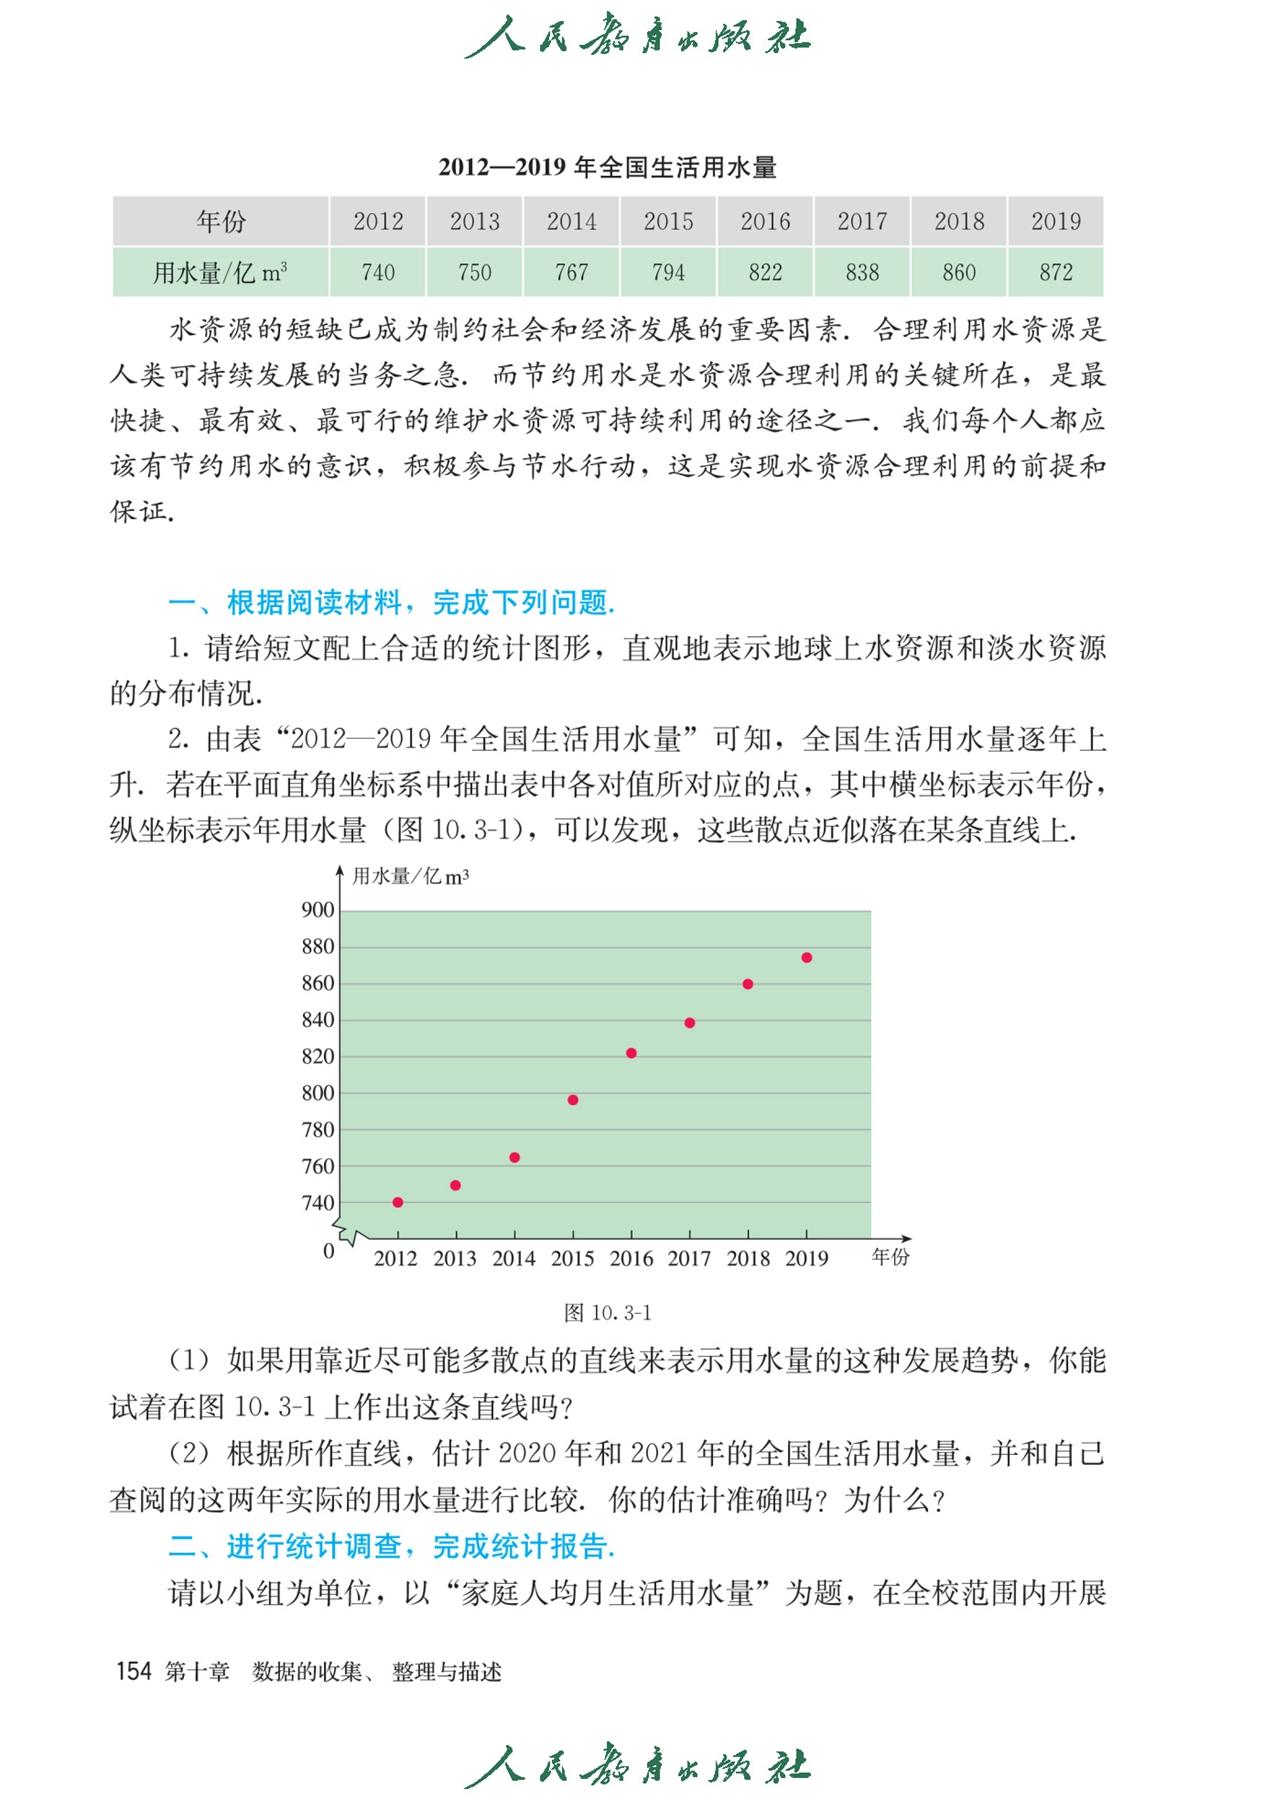 人民教育出版社
2012—2019 年全国生活用水量
年份 2012 2013 2014 2015 2016 2017 2018 2019
用水量/亿 m³ 740 750 767 794 822 838 860 872
水资源的短缺已成为制约社会和经济发展的重要因素. 合理利用水资源是
人类可持续发展的当务之急. 而节约用水是水资源合理利用的关键所在，是最
快捷、最有效、最可行的维护水资源可持续利用的途径之一. 我们每个人都应
该有节约用水的意识，积极参与节水行动，这是实现水资源合理利用的前提和
保证.
一、根据阅读材料，完成下列问题.
1. 请给短文配上合适的统计图形，直观地表示地球上水资源和淡水资源
的分布情况.
2. 由表“2012—2019 年全国生活用水量”可知，全国生活用水量逐年上
升. 若在平面直角坐标系中描出表中各对值所对应的点，其中横坐标表示年份，
纵坐标表示年用水量（图 10.3-1），可以发现，这些散点近似落在某条直线上.
用水量/亿 m³
900
880
860
840
820
800
780
760
740
0
2012 2013 2014 2015 2016 2017 2018 2019 年份
图 10.3-1
（1）如果用靠近尽可能多散点的直线来表示用水量的这种发展趋势，你能
试着在图 10.3-1 上作出这条直线吗？
（2）根据所作直线，估计 2020 年和 2021 年的全国生活用水量，并和自己
查阅的这两年实际的用水量进行比较. 你的估计准确吗？为什么？
二、进行统计调查，完成统计报告.
请以小组为单位，以“家庭人均月生活用水量”为题，在全校范围内开展
154 第十章 数据的收集、整理与描述
人民教育出版社